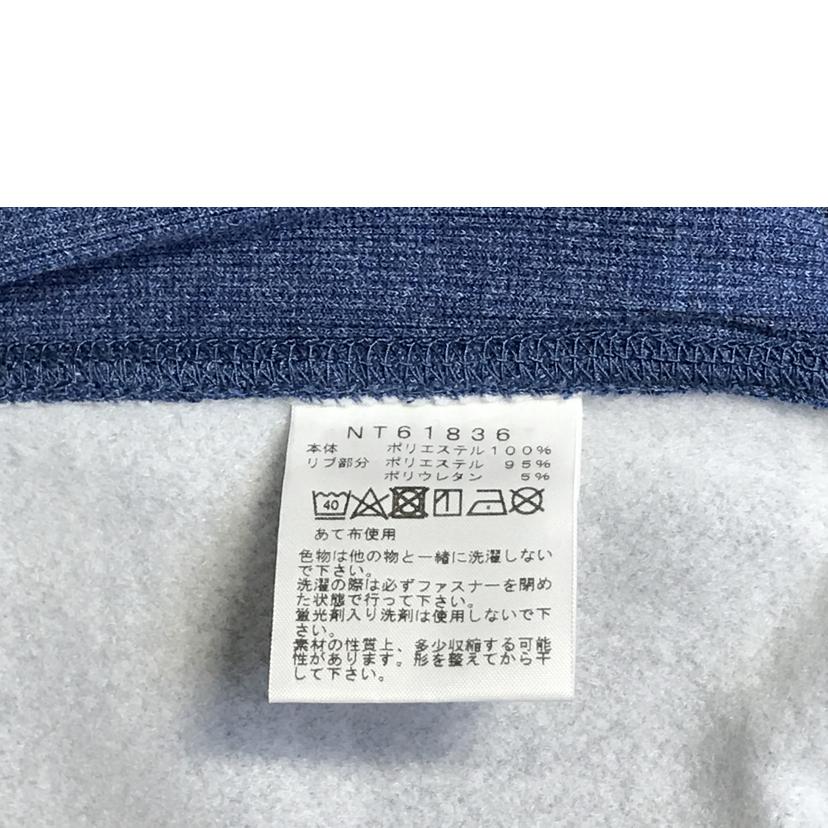 NT61836
本体 ポリエステル100%
リブ部分 ポリエステル 95%
ポリウレタン 5%
40
あて布使用
色物は他の物と一緒に洗濯しない
で下さい。
洗濯の際は必ずファスナーを閉め
た状態で行って下さい。
蛍光剤入り洗剤は使用しないで下
さい。
素材の性質上、多少収縮する可能
性があります。形を整えてから干
して下さい。